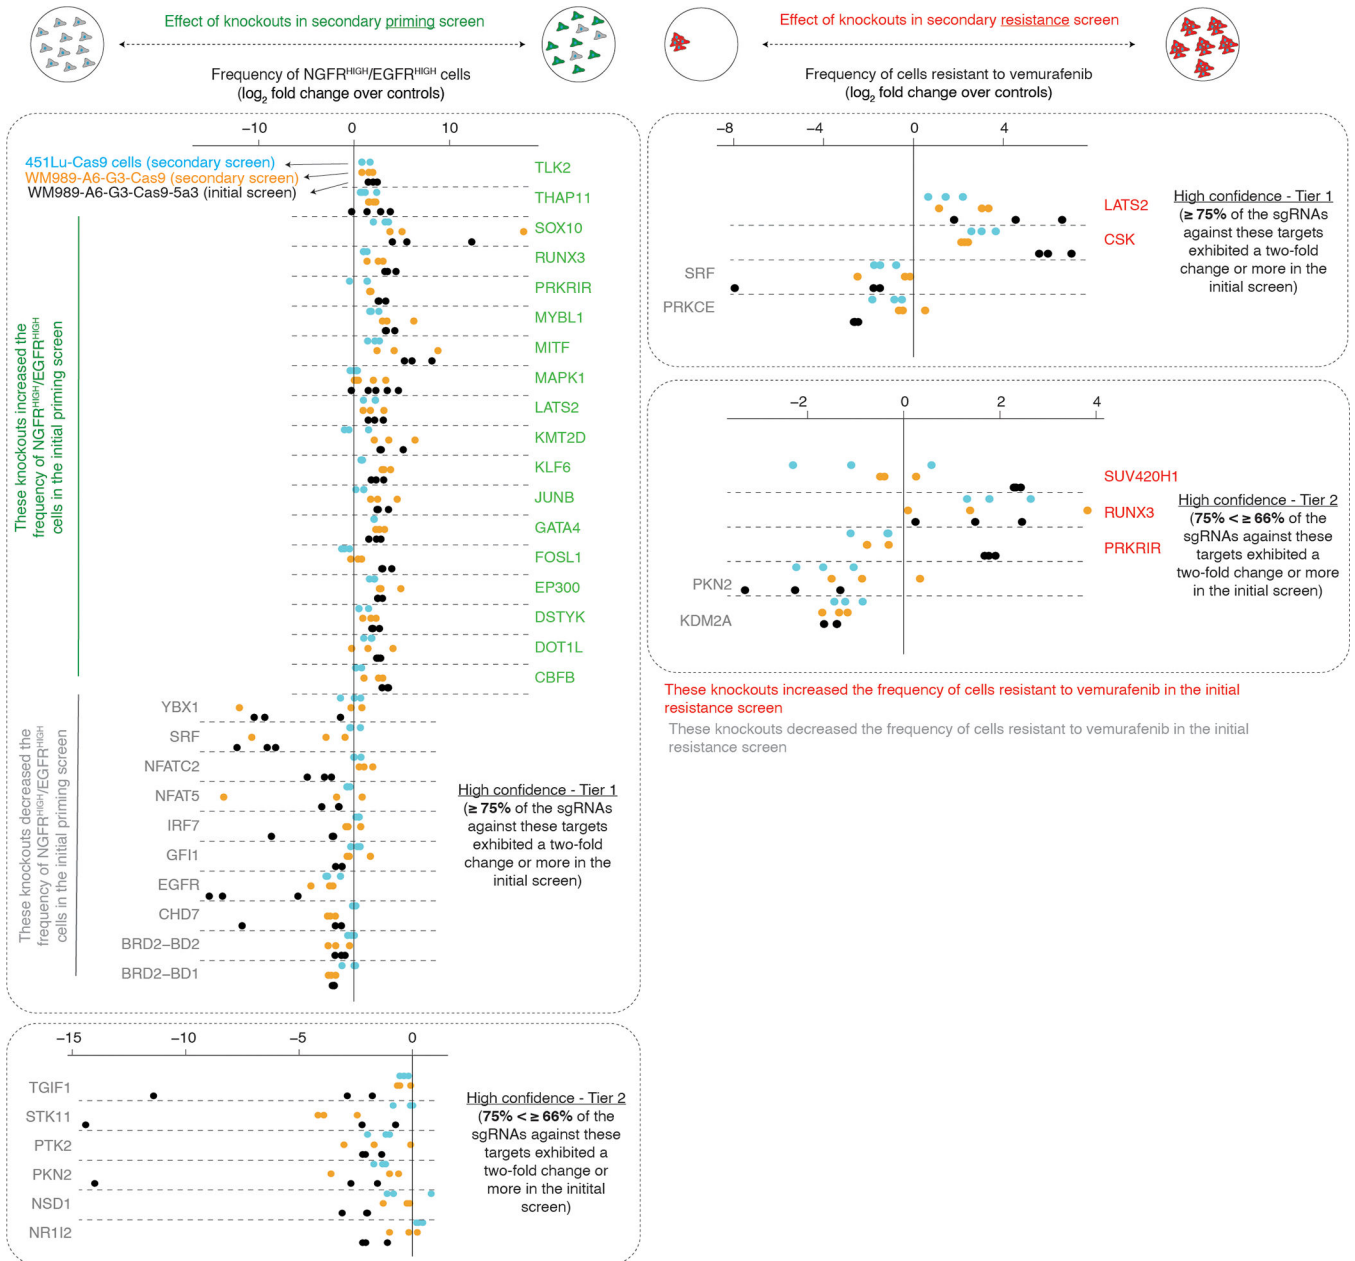 Effect of knockouts in secondary priming screen
Frequency of NGFRHIGH/EGFRHIGH cells
(log2 fold change over controls)
−10 0 10
451Lu-Cas9 cells (secondary screen)
WM989-A6-G3-Cas9 (secondary screen)
WM989-A6-G3-Cas9-5a3 (initial screen)
TLK2
THAP11
SOX10
RUNX3
PRKRIR
MYBL1
MITF
MAPK1
LATS2
KMT2D
KLF6
JUNB
GATA4
FOSL1
EP300
DSTYK
DOT1L
CBFB
These knockouts increased the
frequency of NGFRHIGH/EGFRHIGH
cells in the initial priming screen
YBX1
SRF
NFATC2
NFAT5
IRF7
GFI1
EGFR
CHD7
BRD2−BD2
BRD2−BD1
These knockouts decreased the
frequency of NGFRHIGH/EGFRHIGH
cells in the initial priming screen
High confidence - Tier 1
(≥ 75% of the sgRNAs
against these targets
exhibited a two-fold
change or more in the
initial screen)
−15 −10 −5 0
TGIF1
STK11
PTK2
PKN2
NSD1
NR1I2
High confidence - Tier 2
(75% < ≥ 66% of the
sgRNAs against these
targets exhibited a
two-fold change or
more in the initital
screen)
Effect of knockouts in secondary resistance screen
Frequency of cells resistant to vemurafenib
(log2 fold change over controls)
−8 −4 0 4
LATS2
CSK
SRF
PRKCE
High confidence - Tier 1
(≥ 75% of the sgRNAs
against these targets
exhibited a two-fold
change or more in the
initial screen)
−2 0 2 4
SUV420H1
RUNX3
PRKRIR
PKN2
KDM2A
High confidence - Tier 2
(75% < ≥ 66% of the
sgRNAs against these
targets exhibited a
two-fold change or more
in the initial screen)
These knockouts increased the frequency of cells resistant to vemurafenib in the initial
resistance screen
These knockouts decreased the frequency of cells resistant to vemurafenib in the initial
resistance screen